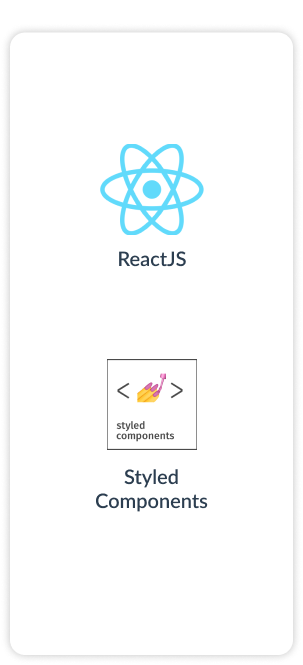 ReactJS
< >
styled
components
Styled
Components